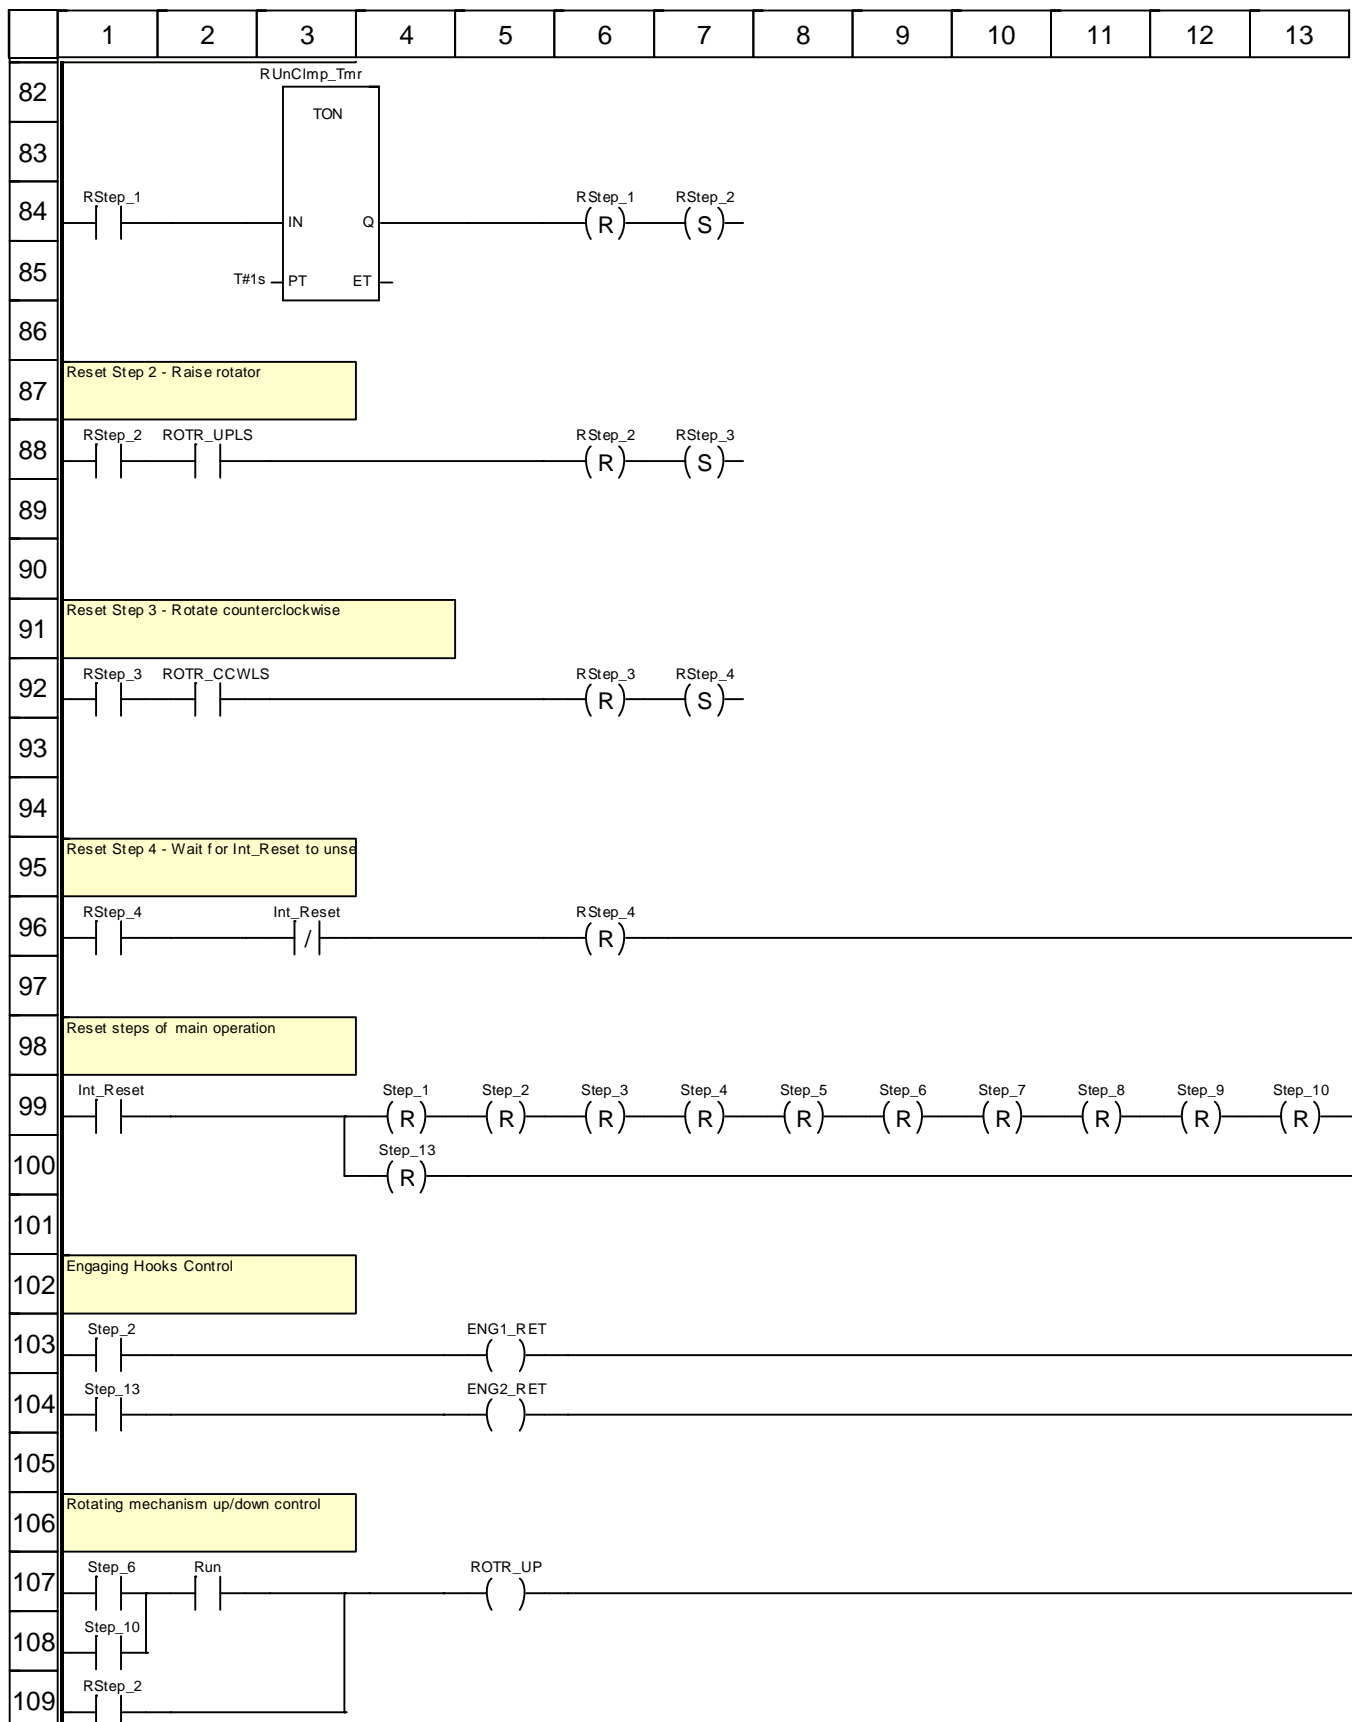 1 2 3 4 5 6 7 8 9 10 11 12 13
82
RUnClmp_Tmr
TON
83
84
RStep_1 RStep_1 RStep_2
IN Q R S
85
T#1s PT ET
86
87
Reset Step 2 - Raise rotator
88
RStep_2 ROTR_UPLS RStep_2 RStep_3
R S
89
90
91
Reset Step 3 - Rotate counterclockwise
92
RStep_3 ROTR_CCWLS RStep_3 RStep_4
R S
93
94
95
Reset Step 4 - Wait for Int_Reset to unse
96
RStep_4 Int_Reset RStep_4
/ R
97
98
Reset steps of main operation
99
Int_Reset Step_1 Step_2 Step_3 Step_4 Step_5 Step_6 Step_7 Step_8 Step_9 Step_10
R R R R R R R R R R
100
Step_13
R
101
102
Engaging Hooks Control
103
Step_2 ENG1_RET
104
Step_13 ENG2_RET
105
106
Rotating mechanism up/down control
107
Step_6 Run ROTR_UP
108
Step_10
109
RStep_2